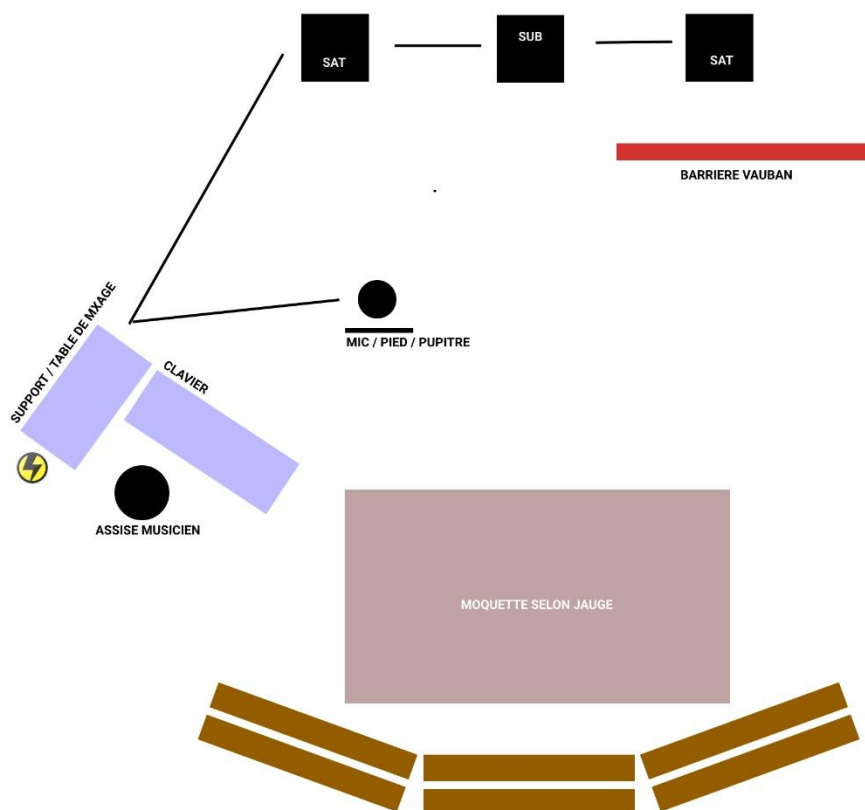 SUB
SAT
SAT
BARRIERE VAUBAN
SUPPORT / TABLE DE MXAGE
MIC / PIED / PUPITRE
CLAVIER
ASSISE MUSICIEN
MOQUETTE SELON JAUGE